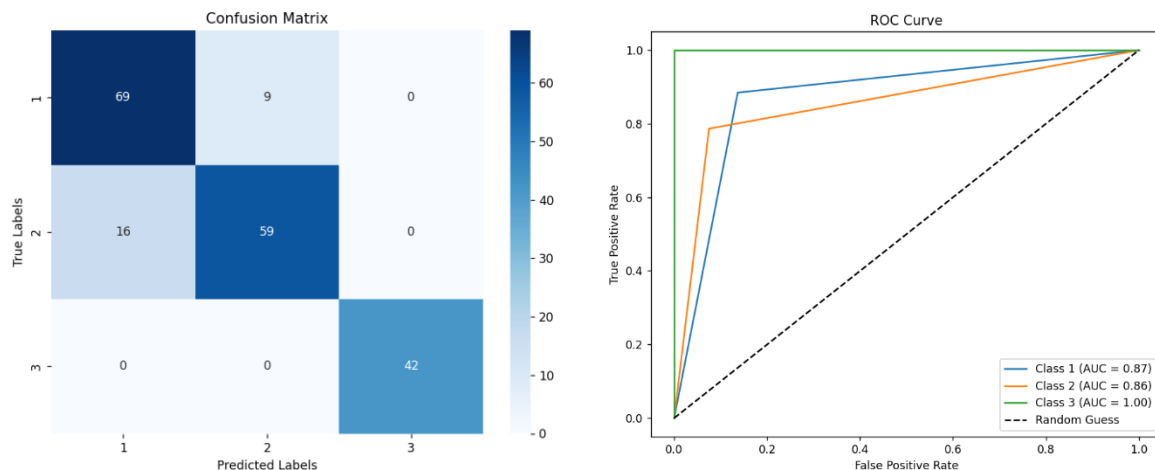 Confusion Matrix
True Labels
1
2
3
69 9 0
16 59 0
0 0 42
1 2 3
Predicted Labels
60
50
40
30
20
10
0
ROC Curve
True Positive Rate
1.0
0.8
0.6
0.4
0.2
0.0
0.0 0.2 0.4 0.6 0.8 1.0
False Positive Rate
Class 1 (AUC = 0.87)
Class 2 (AUC = 0.86)
Class 3 (AUC = 1.00)
Random Guess